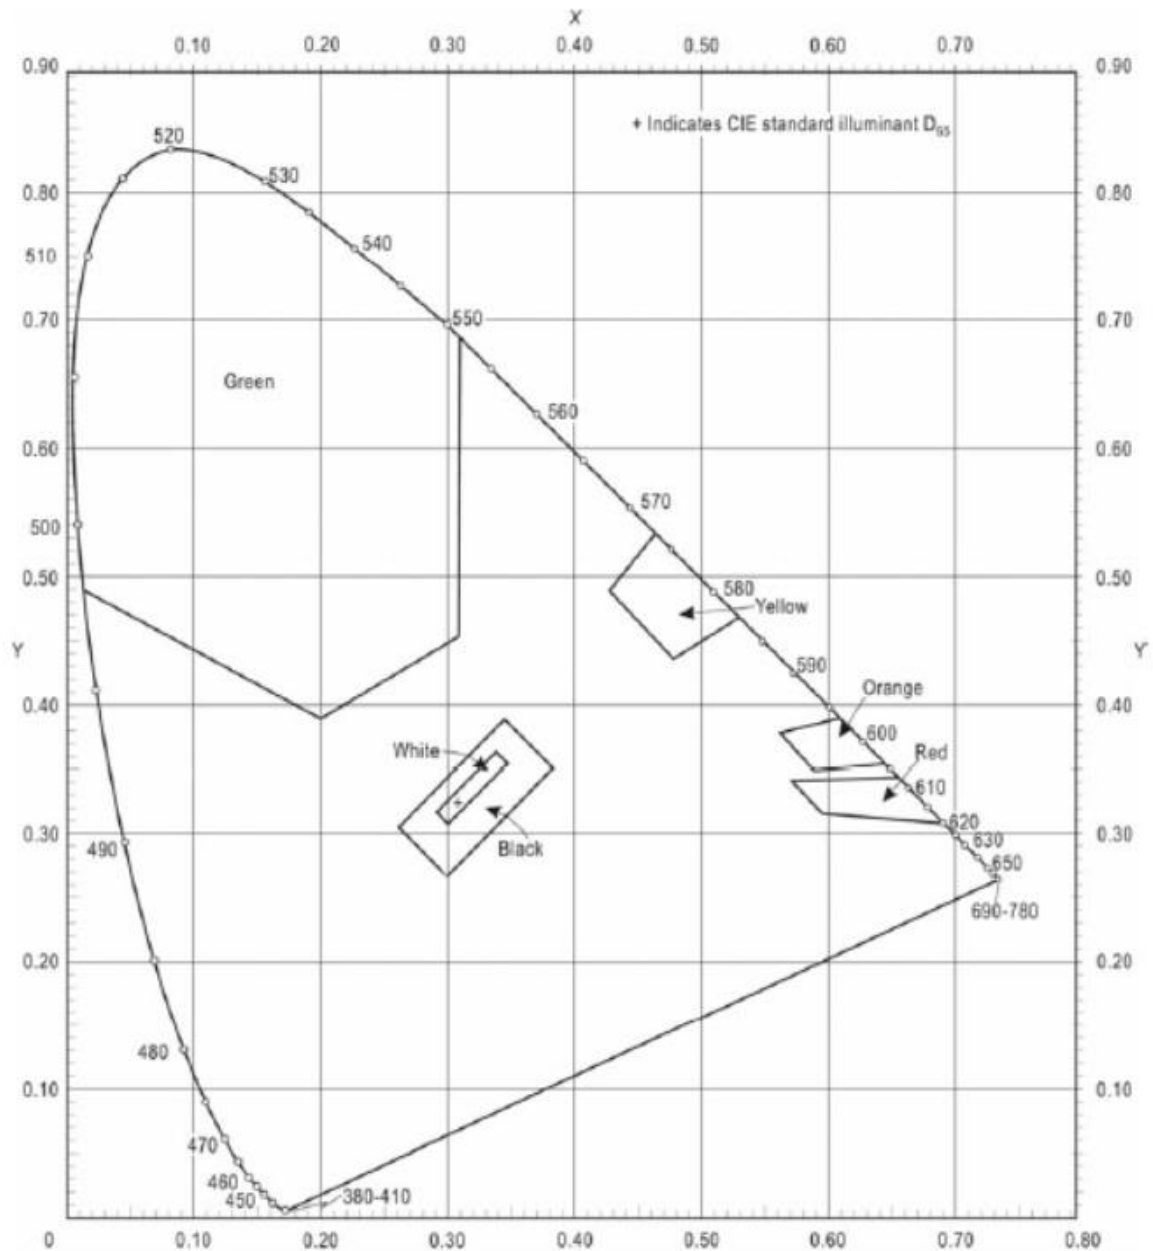 X
0.10 0.20 0.30 0.40 0.50 0.60 0.70
0.90 0.90
+ Indicates CIE standard illuminant D65
520
530
0.80 0.80
540
510
0.70 550 0.70
Green
560
0.60 0.60
570
500
0.50 0.50
580
Yellow
Y Y
590
Orange
0.40 0.40
600
White Red
610
620
0.30 0.30
630
Black
490
650
690-780
0.20 0.20
480
0.10 0.10
470
460
450 380-410
0 0.10 0.20 0.30 0.40 0.50 0.60 0.70 0.80